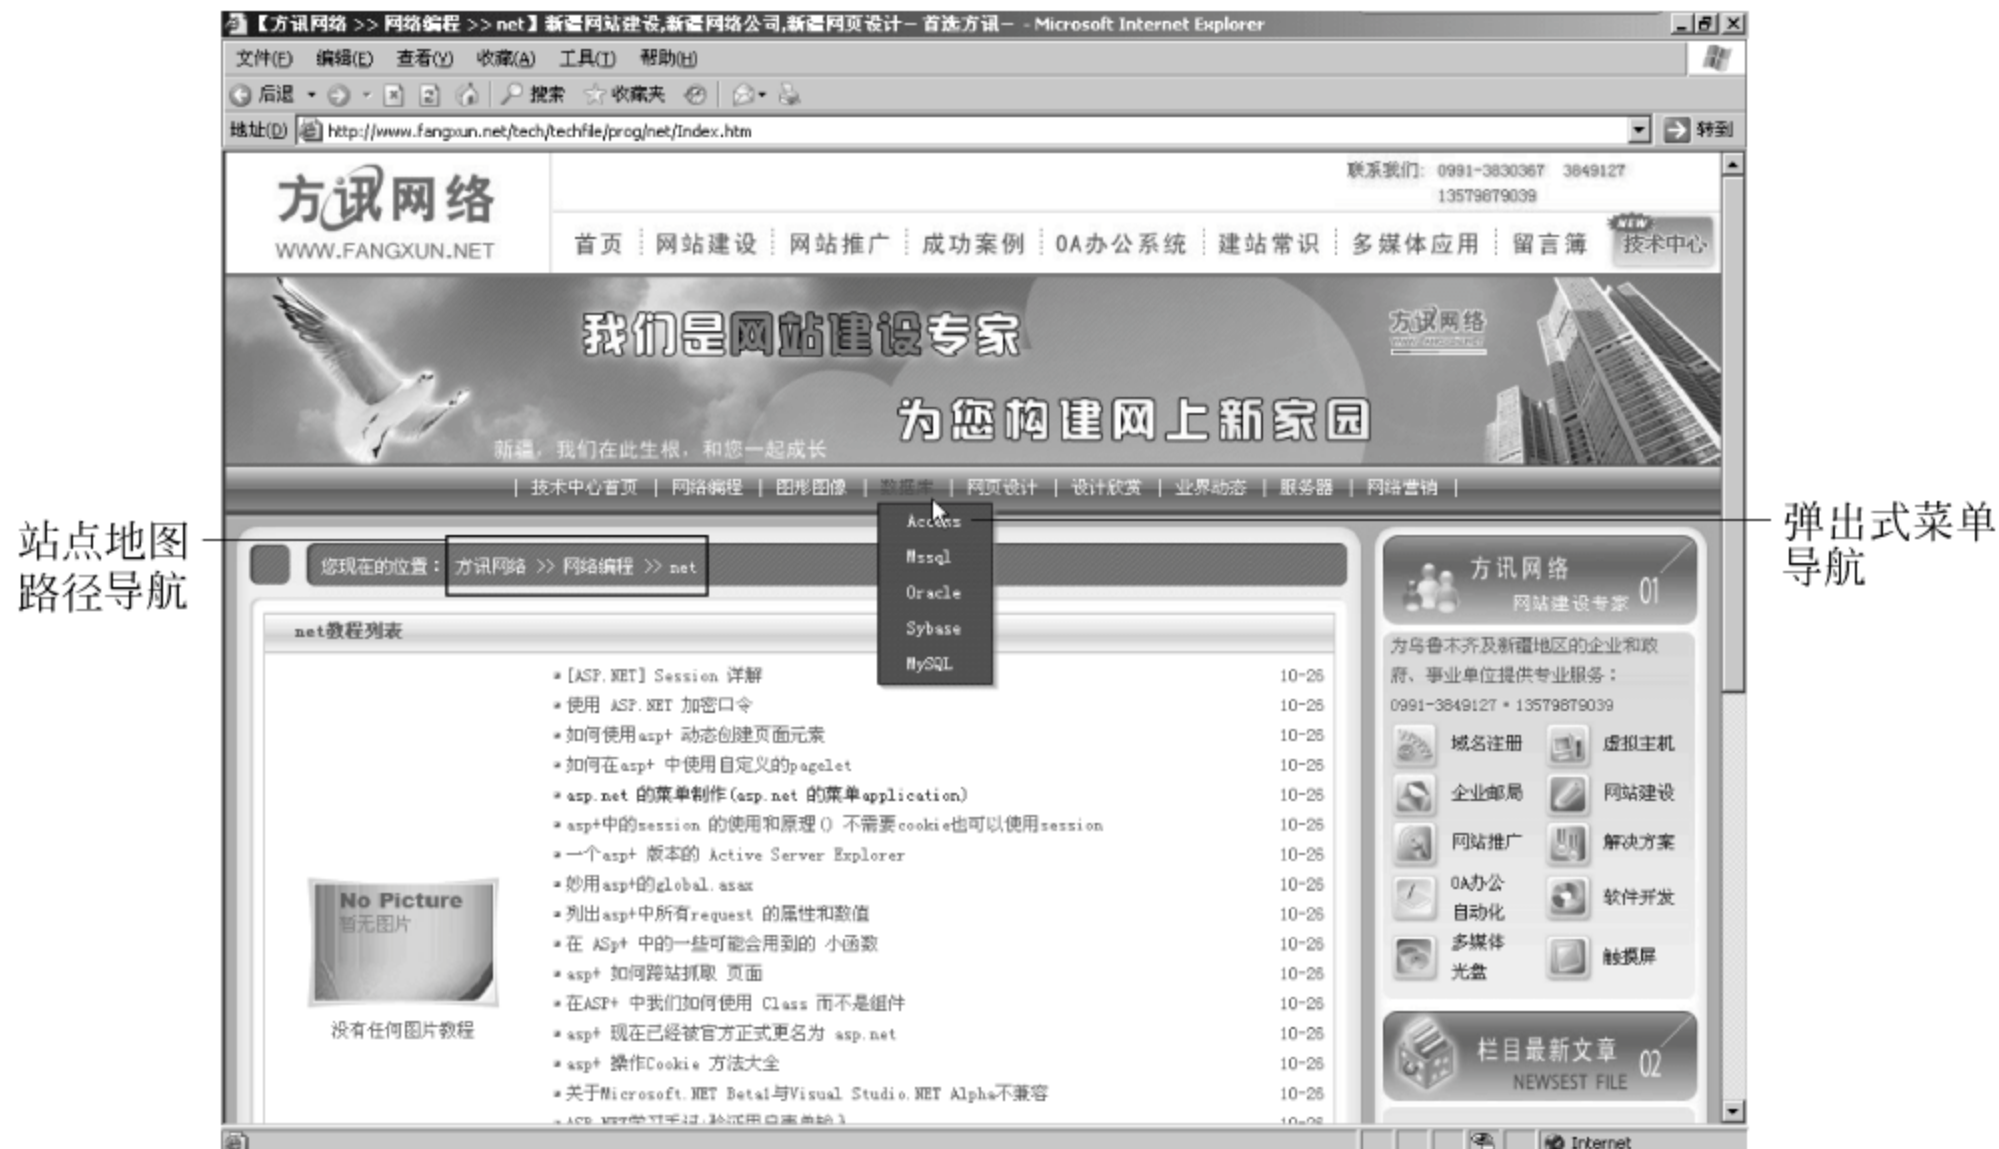 【方讯网络 >> 网络编程 >> net】新疆网站建设,新疆网络公司,新疆网页设计— 首选方讯— - Microsoft Internet Explorer
文件(F) 编辑(E) 查看(V) 收藏(A) 工具(T) 帮助(H)
后退 搜索 收藏夹
地址(D) http://www.fangxun.net/tech/techfile/prog/net/Index.htm 转到
方讯网络
WWW.FANGXUN.NET
联系我们: 0991-3830367 3849127
13579879039
首页 网站建设 网站推广 成功案例 OA办公系统 建站常识 多媒体应用 留言簿 技术中心
NEW
我们是网站建设专家
方讯网络
为您构建网上新家园
新疆，我们在此生根，和您一起成长
| 技术中心首页 | 网络编程 | 图形图像 | 数据库 | 网页设计 | 设计欣赏 | 业界动态 | 服务器 | 网络营销 |
Access
Mssql
Oracle
Sybase
MySQL
站点地图
路径导航
弹出式菜单
导航
您现在的位置：方讯网络 >> 网络编程 >> net
net教程列表
[ASP.NET] Session 详解 10-26
使用 ASP.NET 加密口令 10-26
如何使用asp+ 动态创建页面元素 10-26
如何在asp+ 中使用自定义的pagelet 10-26
asp.net 的菜单制作(asp.net 的菜单application) 10-26
asp+中的session 的使用和原理() 不需要cookie也可以使用session 10-26
一个asp+ 版本的 Active Server Explorer 10-26
妙用asp+的global.asax 10-26
列出asp+中所有request 的属性和数值 10-26
在 ASp+ 中的一些可能会用到的 小函数 10-26
asp+ 如何跨站抓取 页面 10-26
在ASP+ 中我们如何使用 Class 而不是组件 10-26
asp+ 现在已经被官方正式更名为 asp.net 10-26
asp+ 操作Cookie 方法大全 10-26
关于Microsoft.NET Beta1与Visual Studio.NET Alpha不兼容 10-26
No Picture
暂无图片
没有任何图片教程
方讯网络
网站建设专家 01
为乌鲁木齐及新疆地区的企业和政
府、事业单位提供专业服务：
0991-3849127 * 13579879039
域名注册 虚拟主机
企业邮局 网站建设
网站推广 解决方案
OA办公
自动化 软件开发
多媒体
光盘 触摸屏
栏目最新文章 02
NEWSEST FILE
Internet